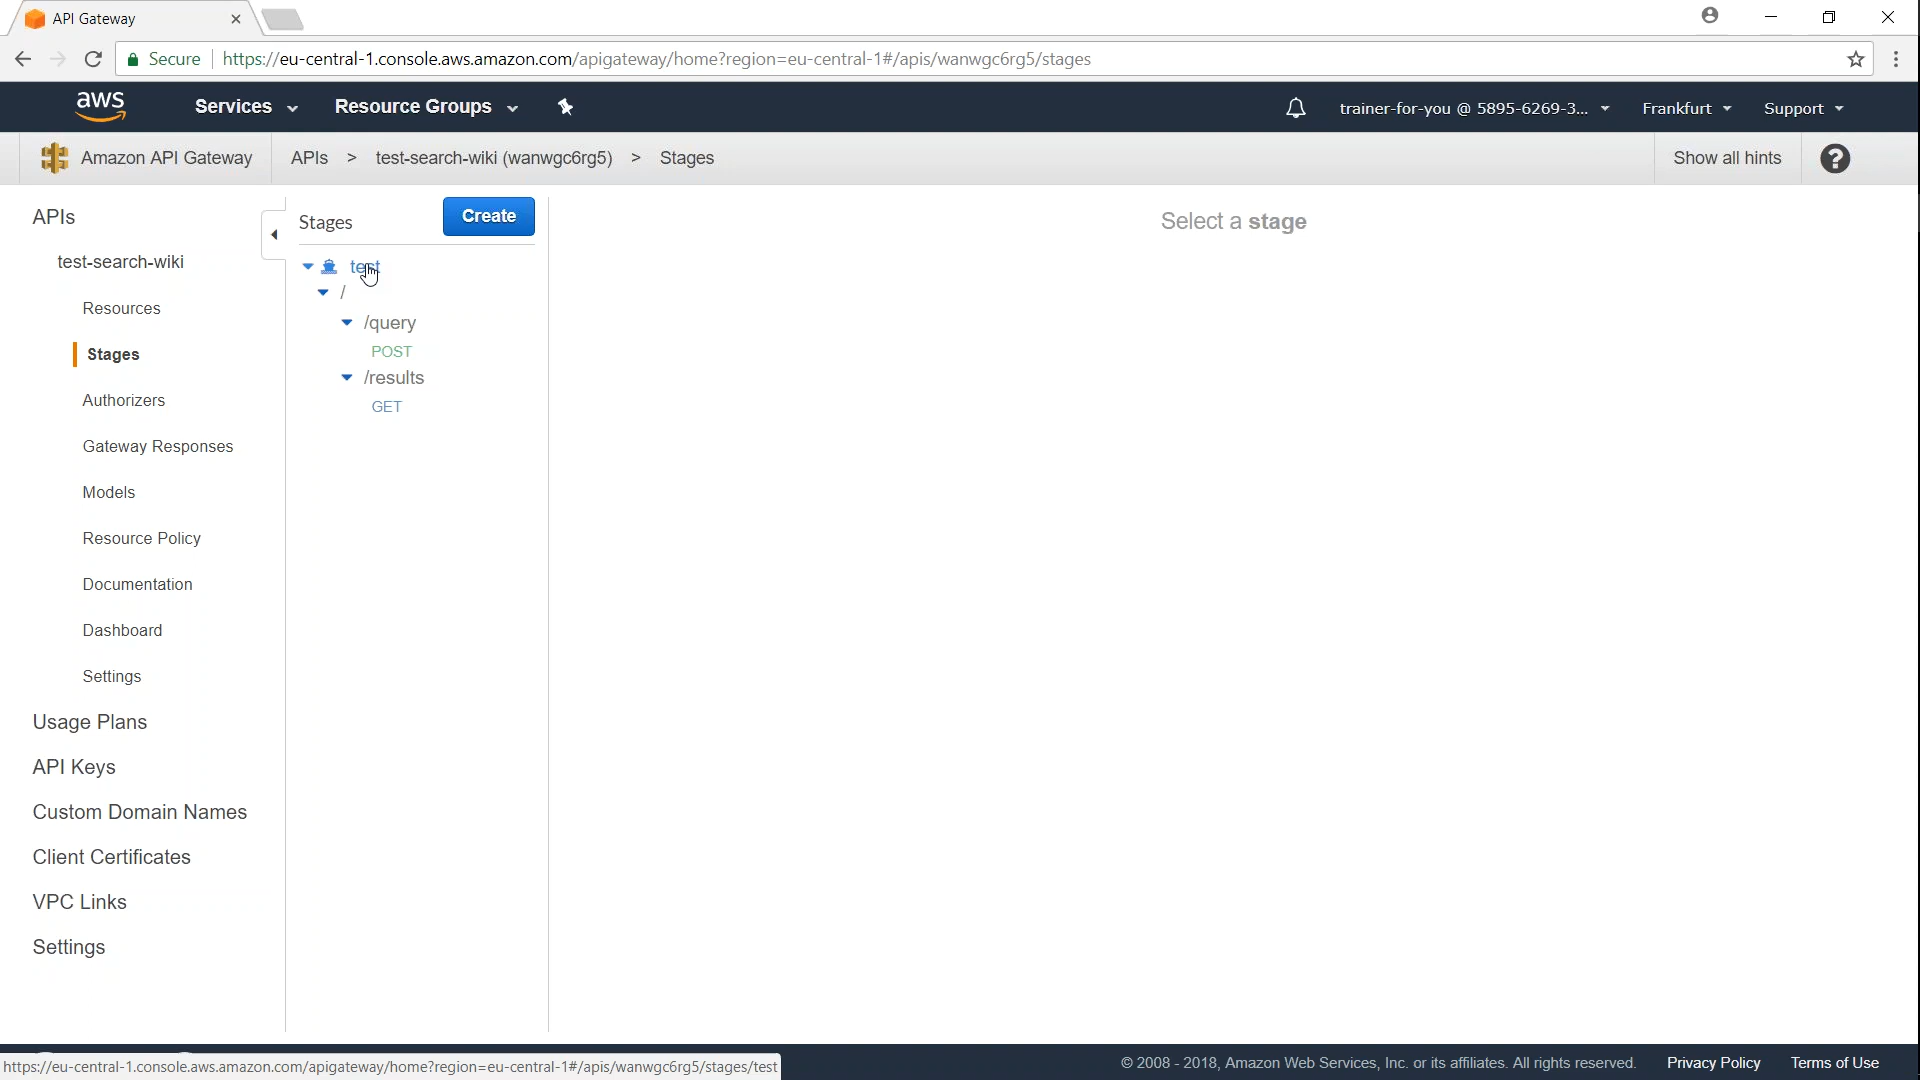 API Gateway
Secure https://eu-central-1.console.aws.amazon.com/apigateway/home?region=eu-central-1#/apis/wanwgc6rg5/stages
aws Services Resource Groups trainer-for-you @ 5895-6269-3... Frankfurt Support
Amazon API Gateway APIs > test-search-wiki (wanwgc6rg5) > Stages Show all hints ?
APIs
test-search-wiki
Resources
Stages
Authorizers
Gateway Responses
Models
Resource Policy
Documentation
Dashboard
Settings
Usage Plans
API Keys
Custom Domain Names
Client Certificates
VPC Links
Settings
Stages Create
test
/
/query
POST
/results
GET
Select a stage
https://eu-central-1.console.aws.amazon.com/apigateway/home?region=eu-central-1#/apis/wanwgc6rg5/stages/test
© 2008 - 2018, Amazon Web Services, Inc. or its affiliates. All rights reserved. Privacy Policy Terms of Use